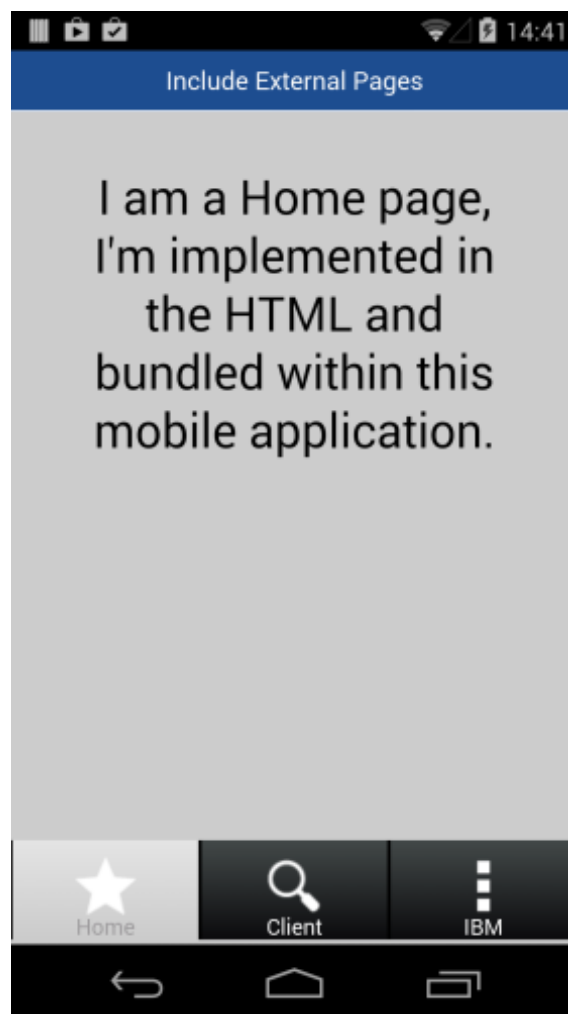 14:41
Include External Pages
I am a Home page,
I'm implemented in
the HTML and
bundled within this
mobile application.
Home
Client
IBM